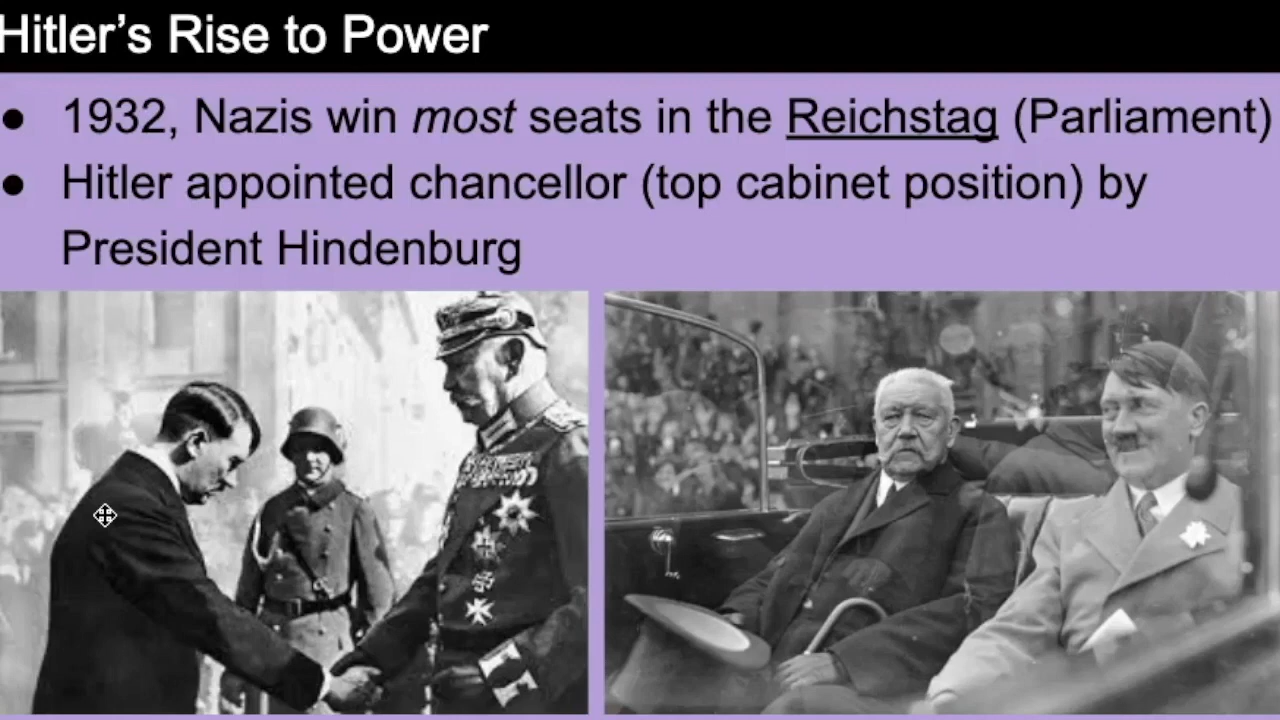 Hitler's Rise to Power
● 1932, Nazis win most seats in the Reichstag (Parliament)
● Hitler appointed chancellor (top cabinet position) by
President Hindenburg